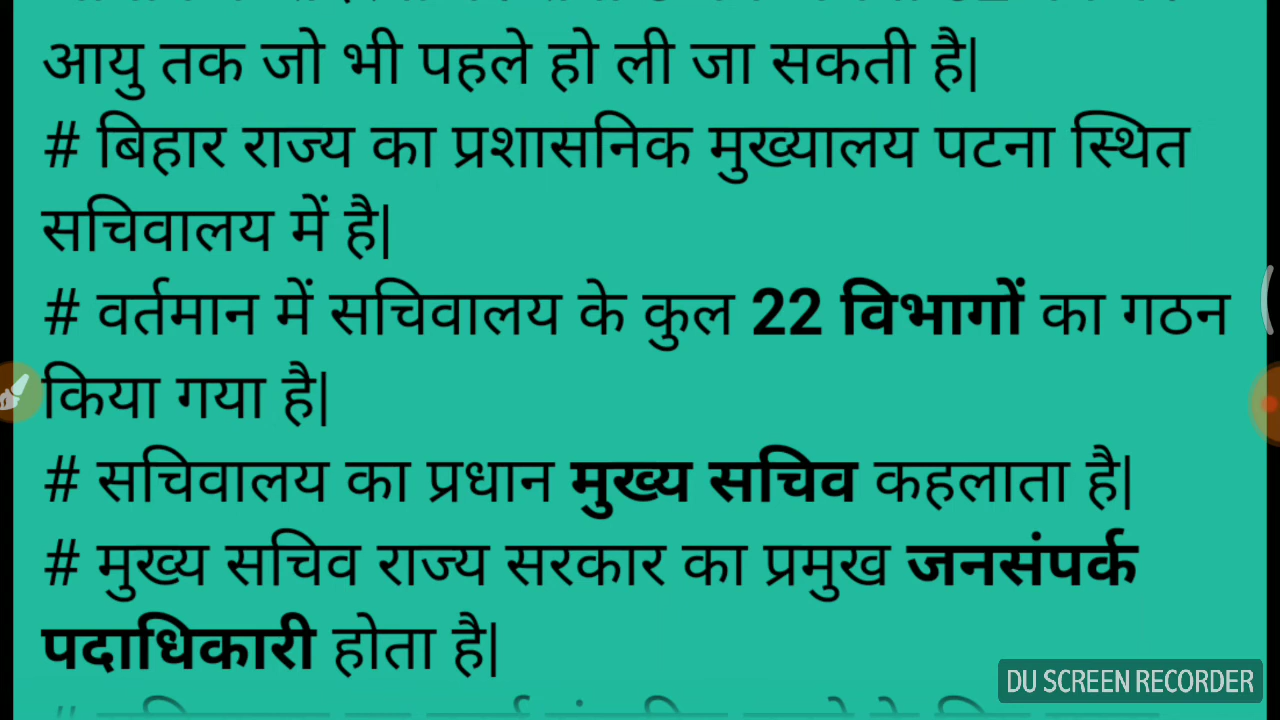 आयु तक जो भी पहले हो ली जा सकती है|
# बिहार राज्य का प्रशासनिक मुख्यालय पटना स्थित
सचिवालय में है|
# वर्तमान में सचिवालय के कुल 22 विभागों का गठन
किया गया है|
# सचिवालय का प्रधान मुख्य सचिव कहलाता है|
# मुख्य सचिव राज्य सरकार का प्रमुख जनसंपर्क
पदाधिकारी होता है|
DU SCREEN RECORDER